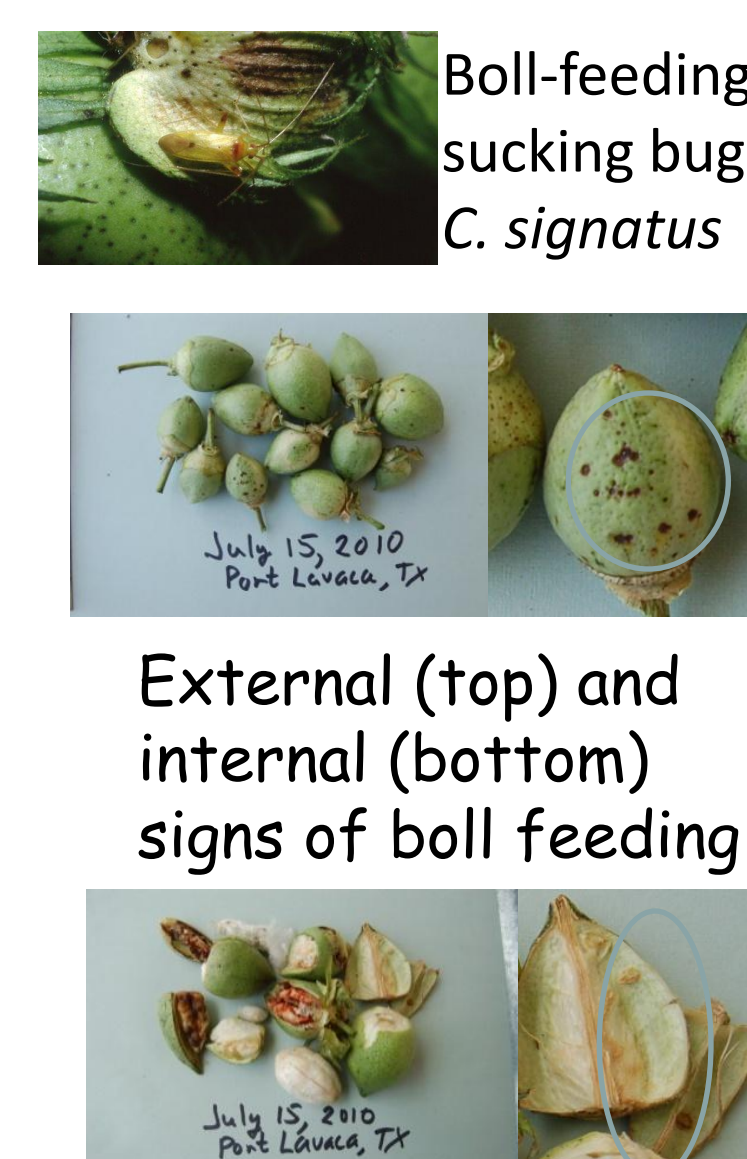 Boll-feeding
sucking bug
C. signatus
July 15, 2010
Port Lavaca, TX
External (top) and
internal (bottom)
signs of boll feeding
July 15, 2010
Port Lavaca, TX